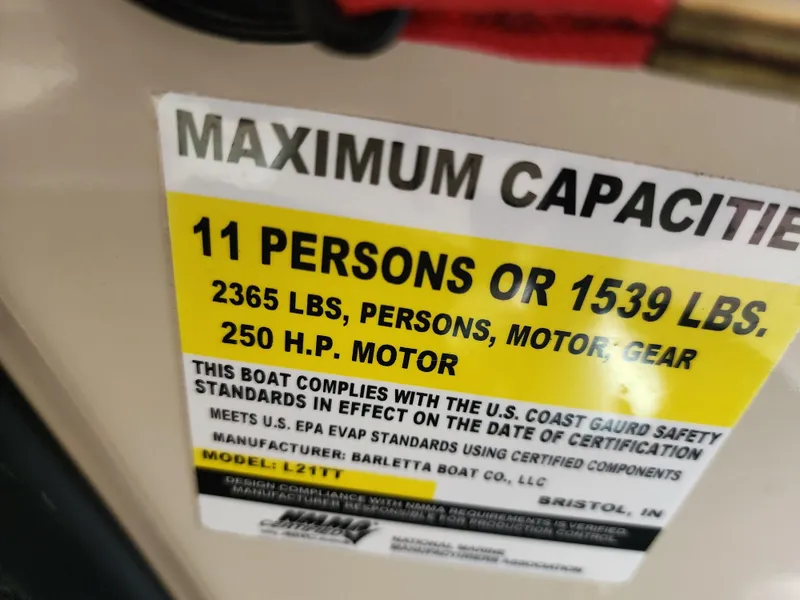 MAXIMUM CAPACITIE
11 PERSONS OR 1539 LBS.
2365 LBS, PERSONS, MOTOR, GEAR
250 H.P. MOTOR
THIS BOAT COMPLIES WITH THE U.S. COAST GAURD SAFETY
STANDARDS IN EFFECT ON THE DATE OF CERTIFICATION
MEETS U.S. EPA EVAP STANDARDS USING CERTIFIED COMPONENTS
MANUFACTURER: BARLETTA BOAT CO., LLC
BRISTOL, IN
MODEL: L21TT
DESIGN COMPLIANCE WITH NMMA REQUIREMENTS IS VERIFIED.
MANUFACTURER RESPONSIBLE FOR PRODUCTION CONTROL.
NMMA
CERTIFIED
NATIONAL MARINE
MANUFACTURERS ASSOCIATION